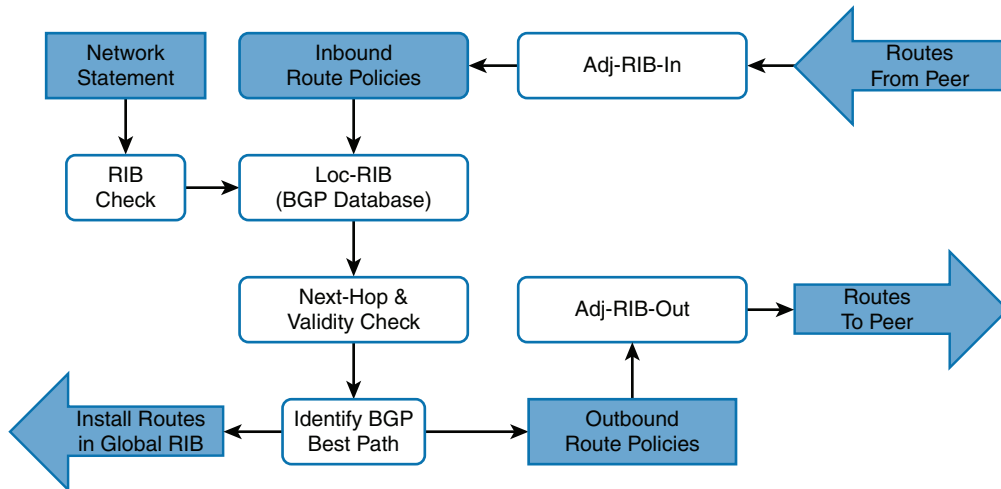 Network
Statement
Inbound
Route Policies
Adj-RIB-In
Routes
From Peer
RIB
Check
Loc-RIB
(BGP Database)
Next-Hop &
Validity Check
Adj-RIB-Out
Routes
To Peer
Install Routes
in Global RIB
Identify BGP
Best Path
Outbound
Route Policies